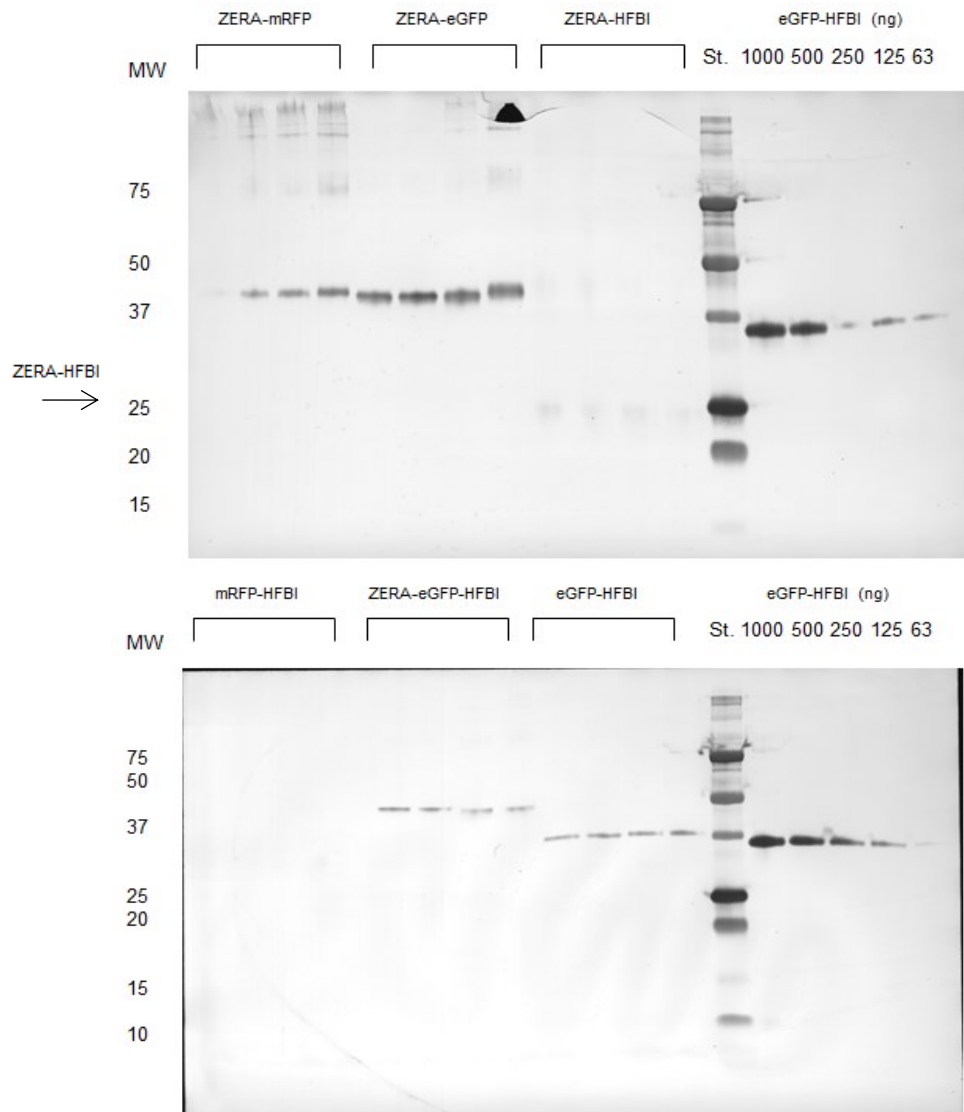 ZERA-mRFP ZERA-eGFP ZERA-HFBI eGFP-HFBI (ng)
MW St. 1000 500 250 125 63
75
50
37
ZERA-HFBI
25
20
15
mRFP-HFBI ZERA-eGFP-HFBI eGFP-HFBI eGFP-HFBI (ng)
MW St. 1000 500 250 125 63
75
50
37
25
20
15
10